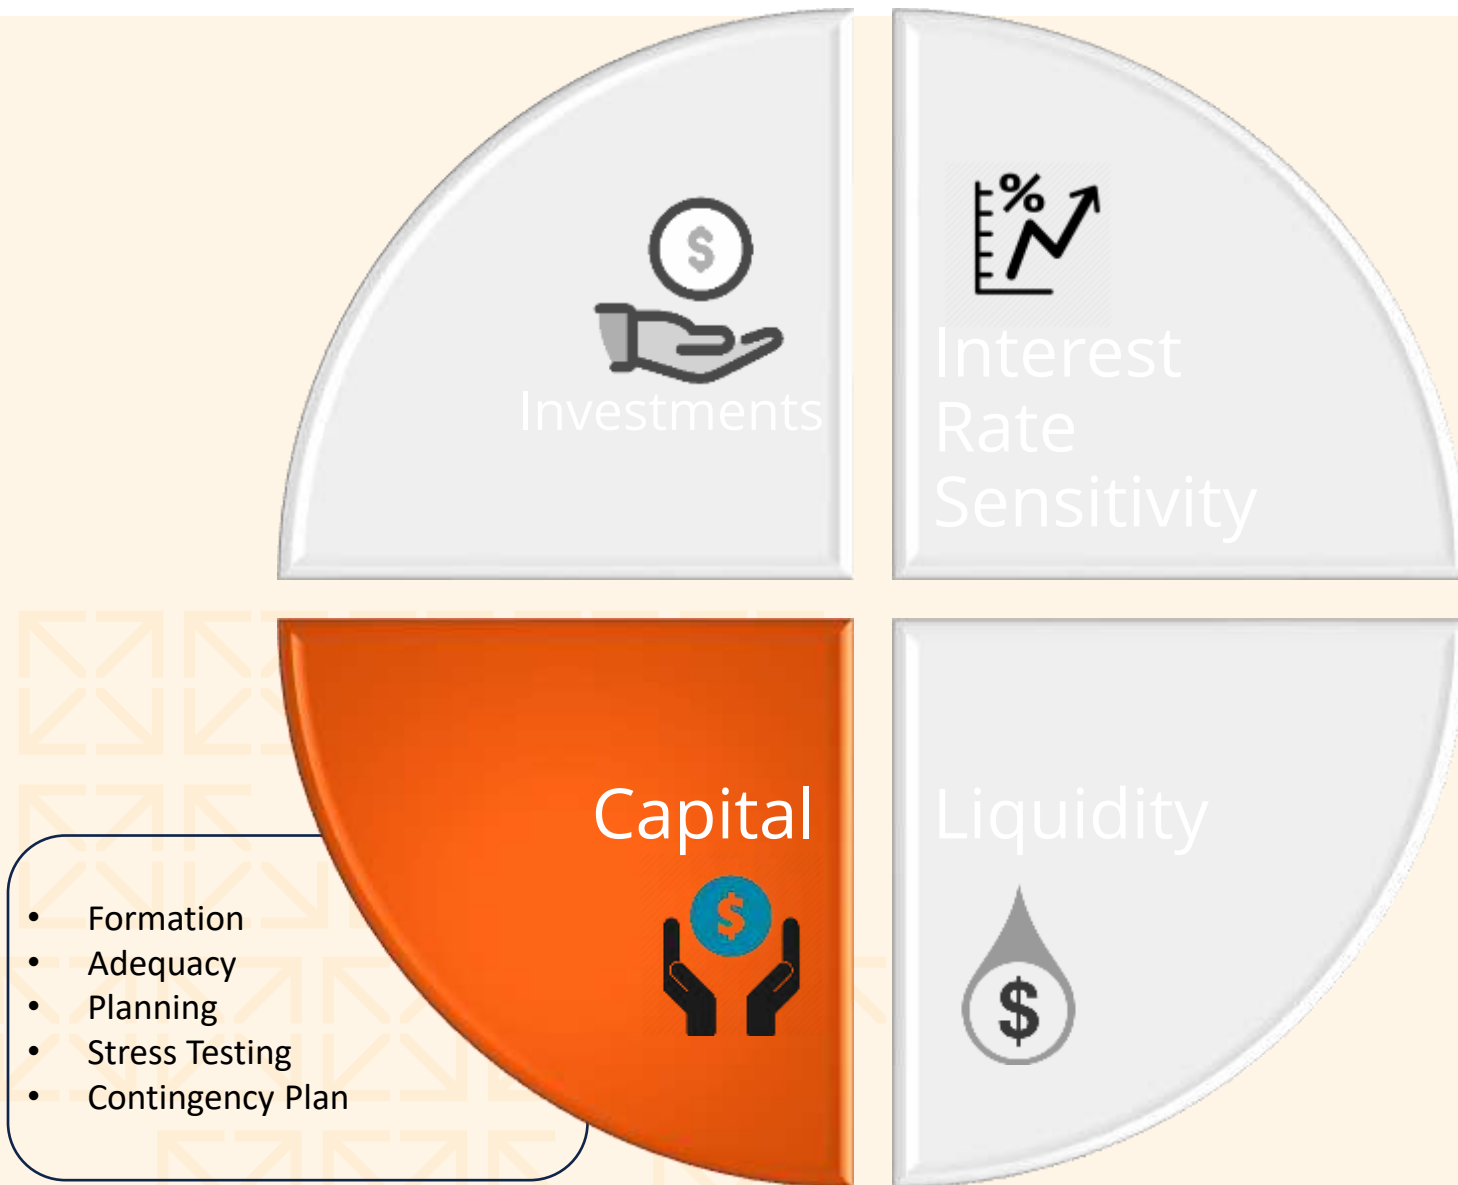 %
$
Investments
Interest
Rate
Sensitivity
Capital
$
Liquidity
$
• Formation
• Adequacy
• Planning
• Stress Testing
• Contingency Plan